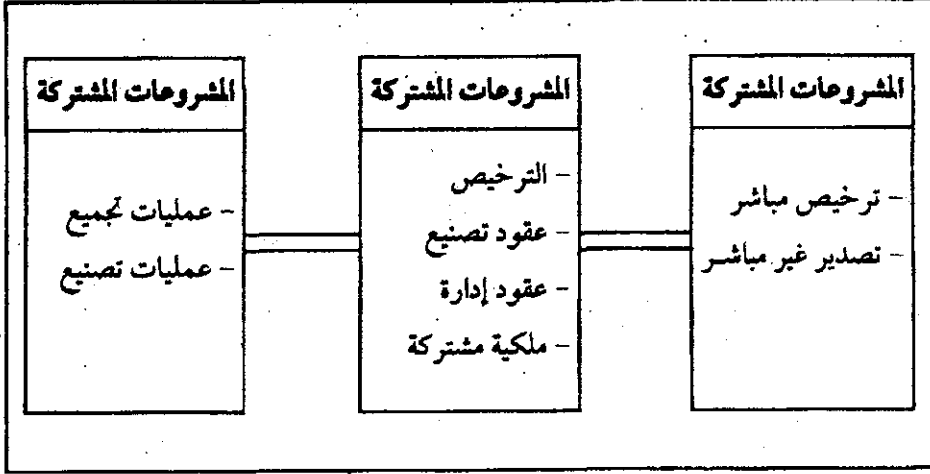 المشروعات المشتركة
- ترخيص مباشر
- تصدير غير مباشر
المشروعات المشتركة
- الترخيص
- عقود تصنيع
- عقود إدارة
- ملكية مشتركة
المشروعات المشتركة
- عمليات تجميع
- عمليات تصنيع